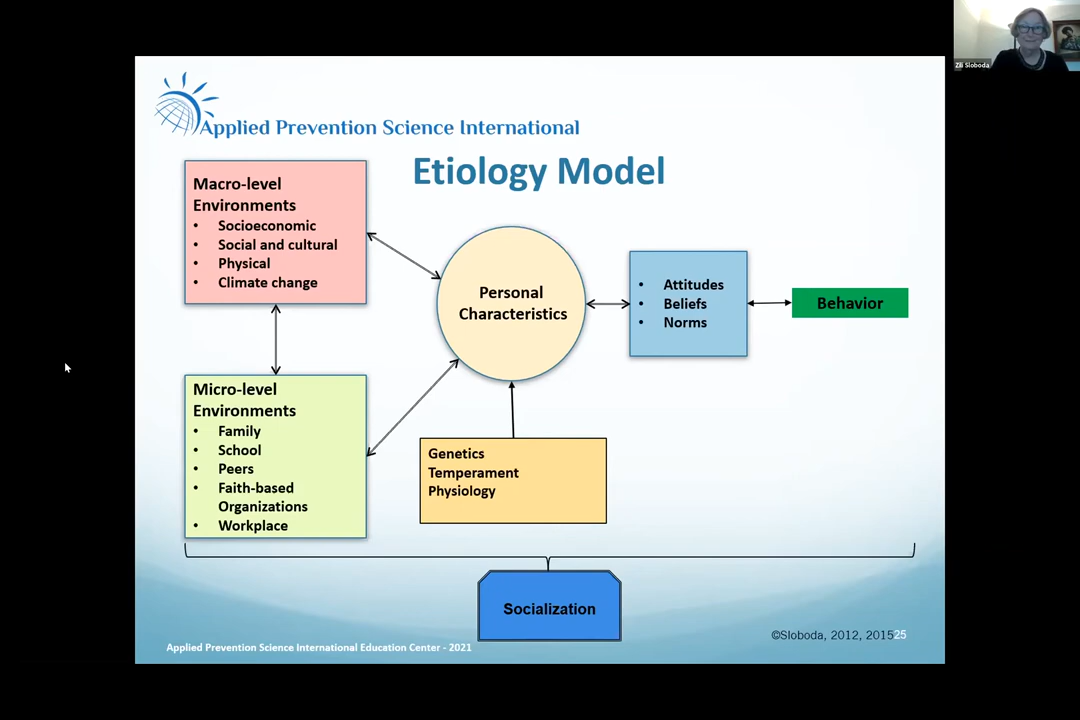 Zili Sloboda
Applied Prevention Science International
Etiology Model
Macro-level
Environments
• Socioeconomic
• Social and cultural
• Physical
• Climate change
Personal
Characteristics
• Attitudes
• Beliefs
• Norms
Behavior
Micro-level
Environments
• Family
• School
• Peers
• Faith-based
Organizations
• Workplace
Genetics
Temperament
Physiology
Socialization
©Sloboda, 2012, 2015 25
Applied Prevention Science International Education Center - 2021